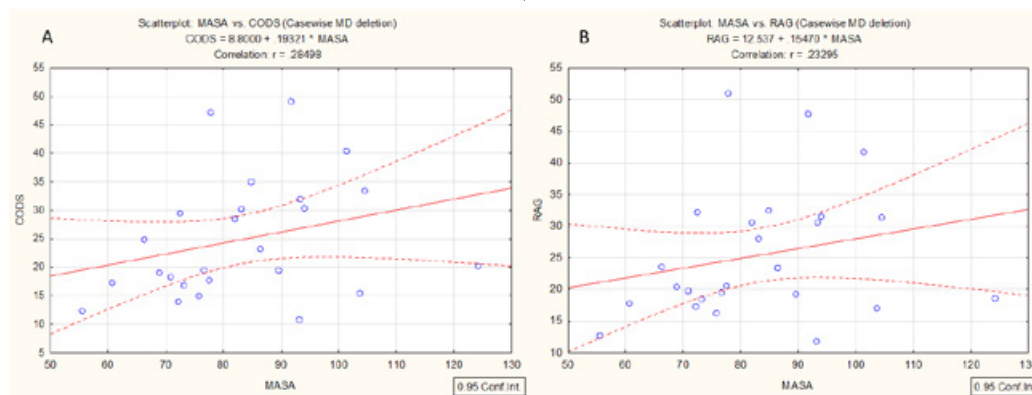 Scatterplot: MASA vs. CODS (Casewise MD deletion)
A
CODS = 8.8000 + .19321 * MASA
Correlation: r = .28498
55
50
45
40
35
30
25
20
15
10
5
CODS
50 60 70 80 90 100 110 120 130
MASA
0.95 Conf.Int.
Scatterplot: MASA vs. RAG (Casewise MD deletion)
B
RAG = 12.537 + .15470 * MASA
Correlation: r = .23295
55
50
45
40
35
30
25
20
15
10
RAG
50 60 70 80 90 100 110 120 130
MASA
0.95 Conf.Int.